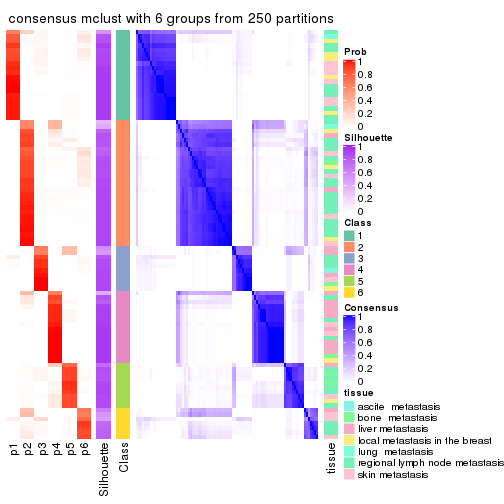 consensus mclust with 6 groups from 250 partitions
Prob
1
0.8
0.6
0.4
0.2
0
Silhouette
1
0.8
0.6
0.4
0.2
0
Class
1
2
3
4
5
6
Consensus
1
0.8
0.6
0.4
0.2
0
tissue
ascite metastasis
bone metastasis
liver metastasis
local metastasis in the breast
lung metastasis
regional lymph node metastasis
skin metastasis
p1
p2
p3
p4
p5
p6
Silhouette
Class
tissue